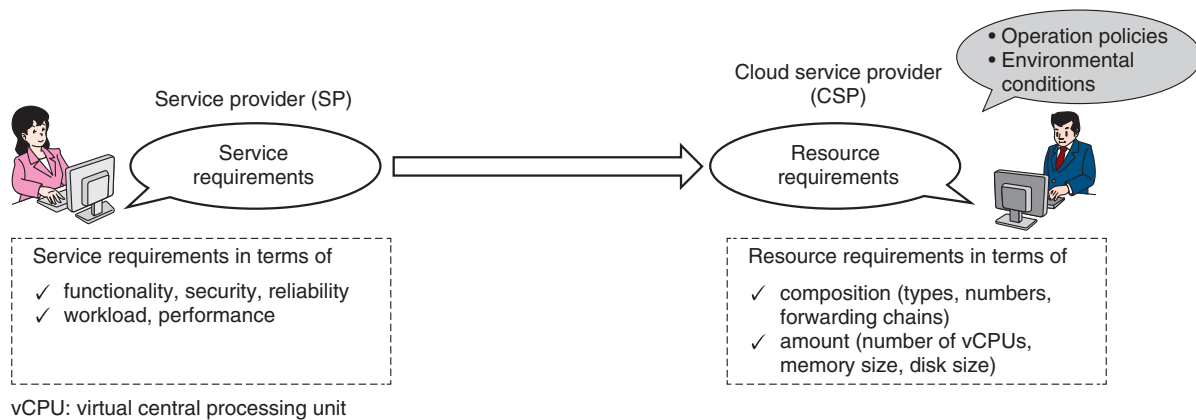 • Operation policies
• Environmental
conditions
Cloud service provider
(CSP)
Service provider (SP)
Service
requirements
Resource
requirements
Service requirements in terms of
✓ functionality, security, reliability
✓ workload, performance
Resource requirements in terms of
✓ composition (types, numbers,
forwarding chains)
✓ amount (number of vCPUs,
memory size, disk size)
vCPU: virtual central processing unit